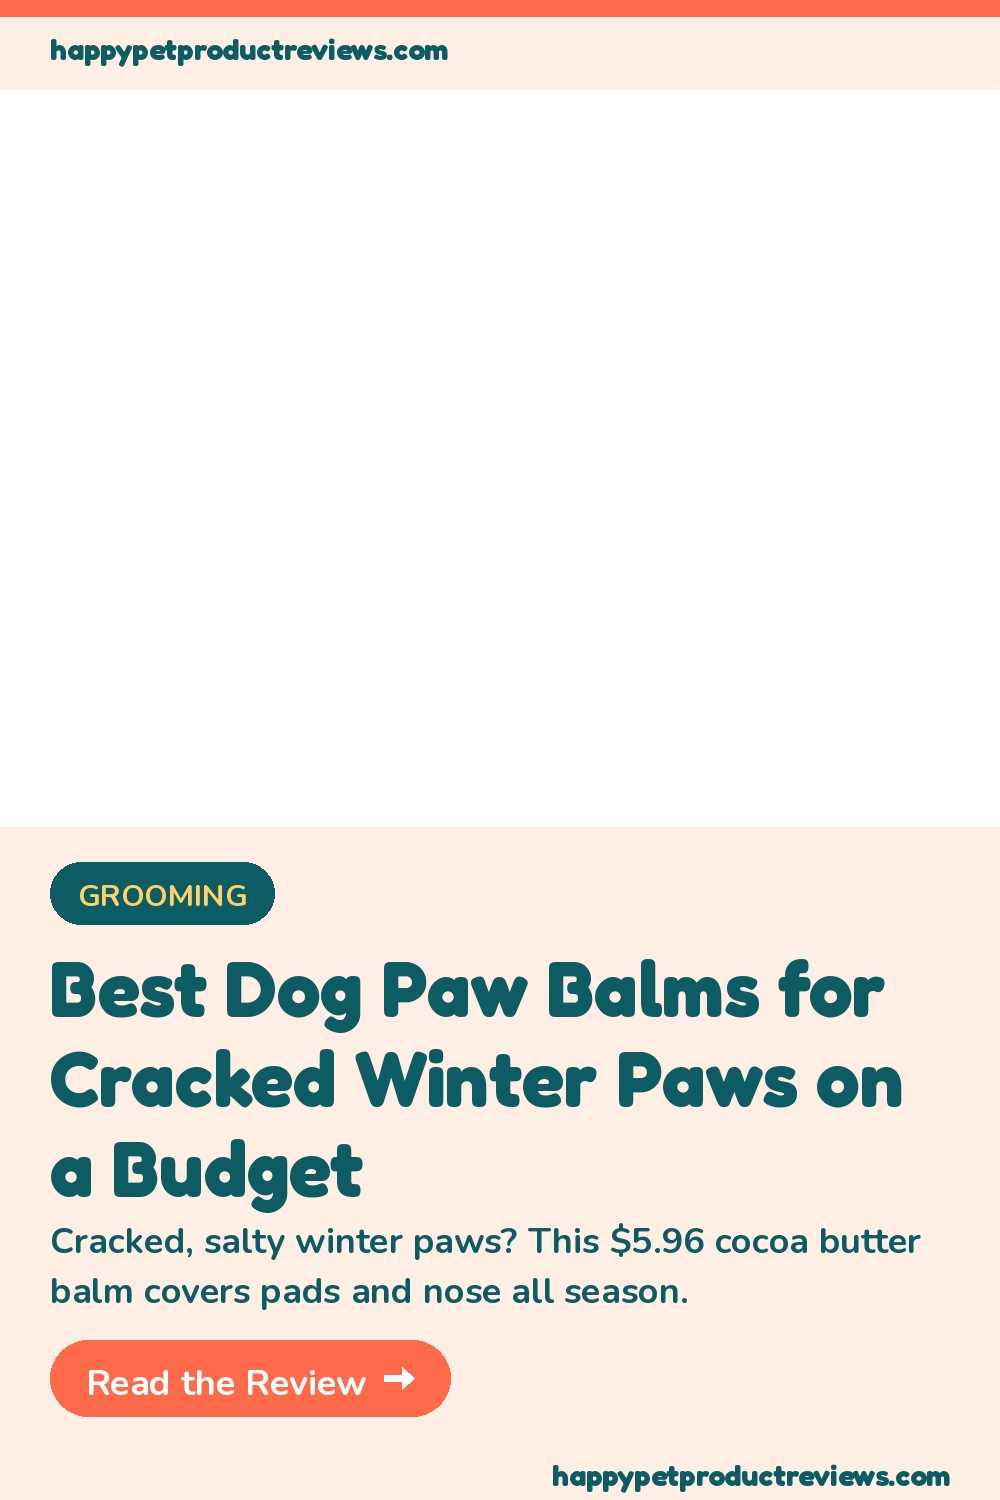 happypetproductreviews.com
GROOMING
Best Dog Paw Balms for
Cracked Winter Paws on
a Budget
Cracked, salty winter paws? This $5.96 cocoa butter
balm covers pads and nose all season.
Read the Review →
happypetproductreviews.com